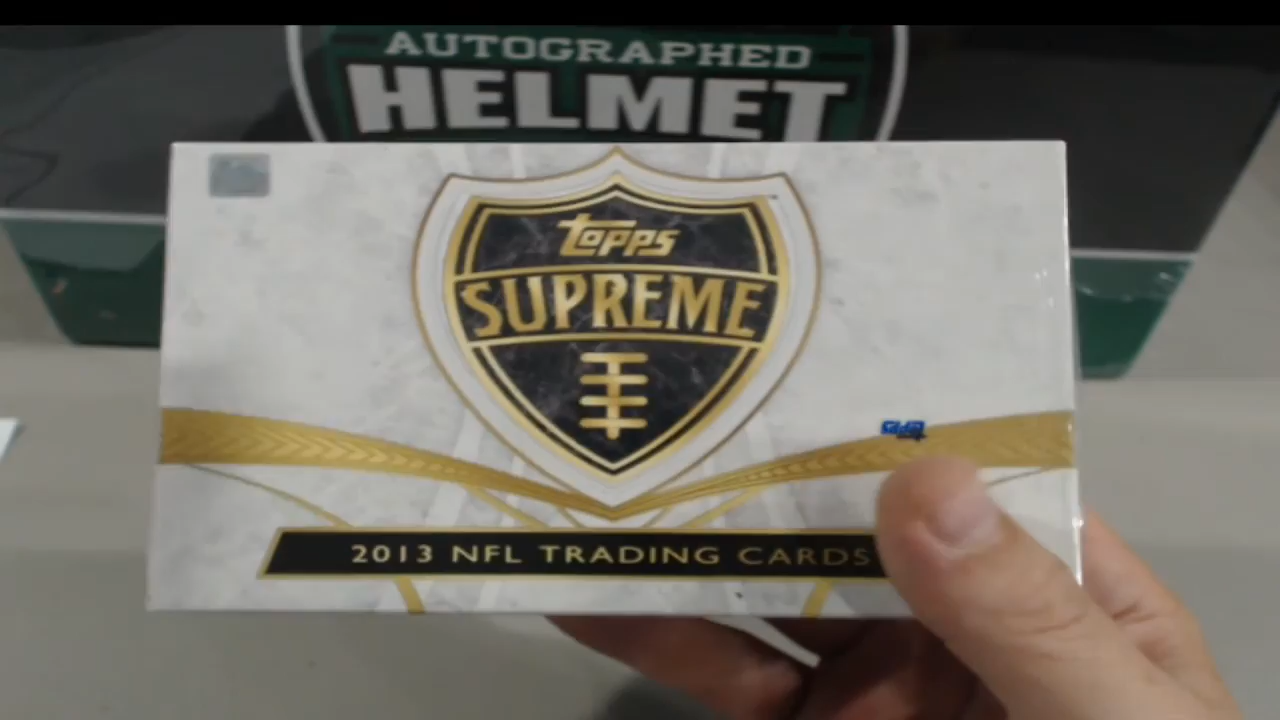 AUTOGRAPHED
HELMET
Topps
SUPREME
2013 NFL TRADING CARDS